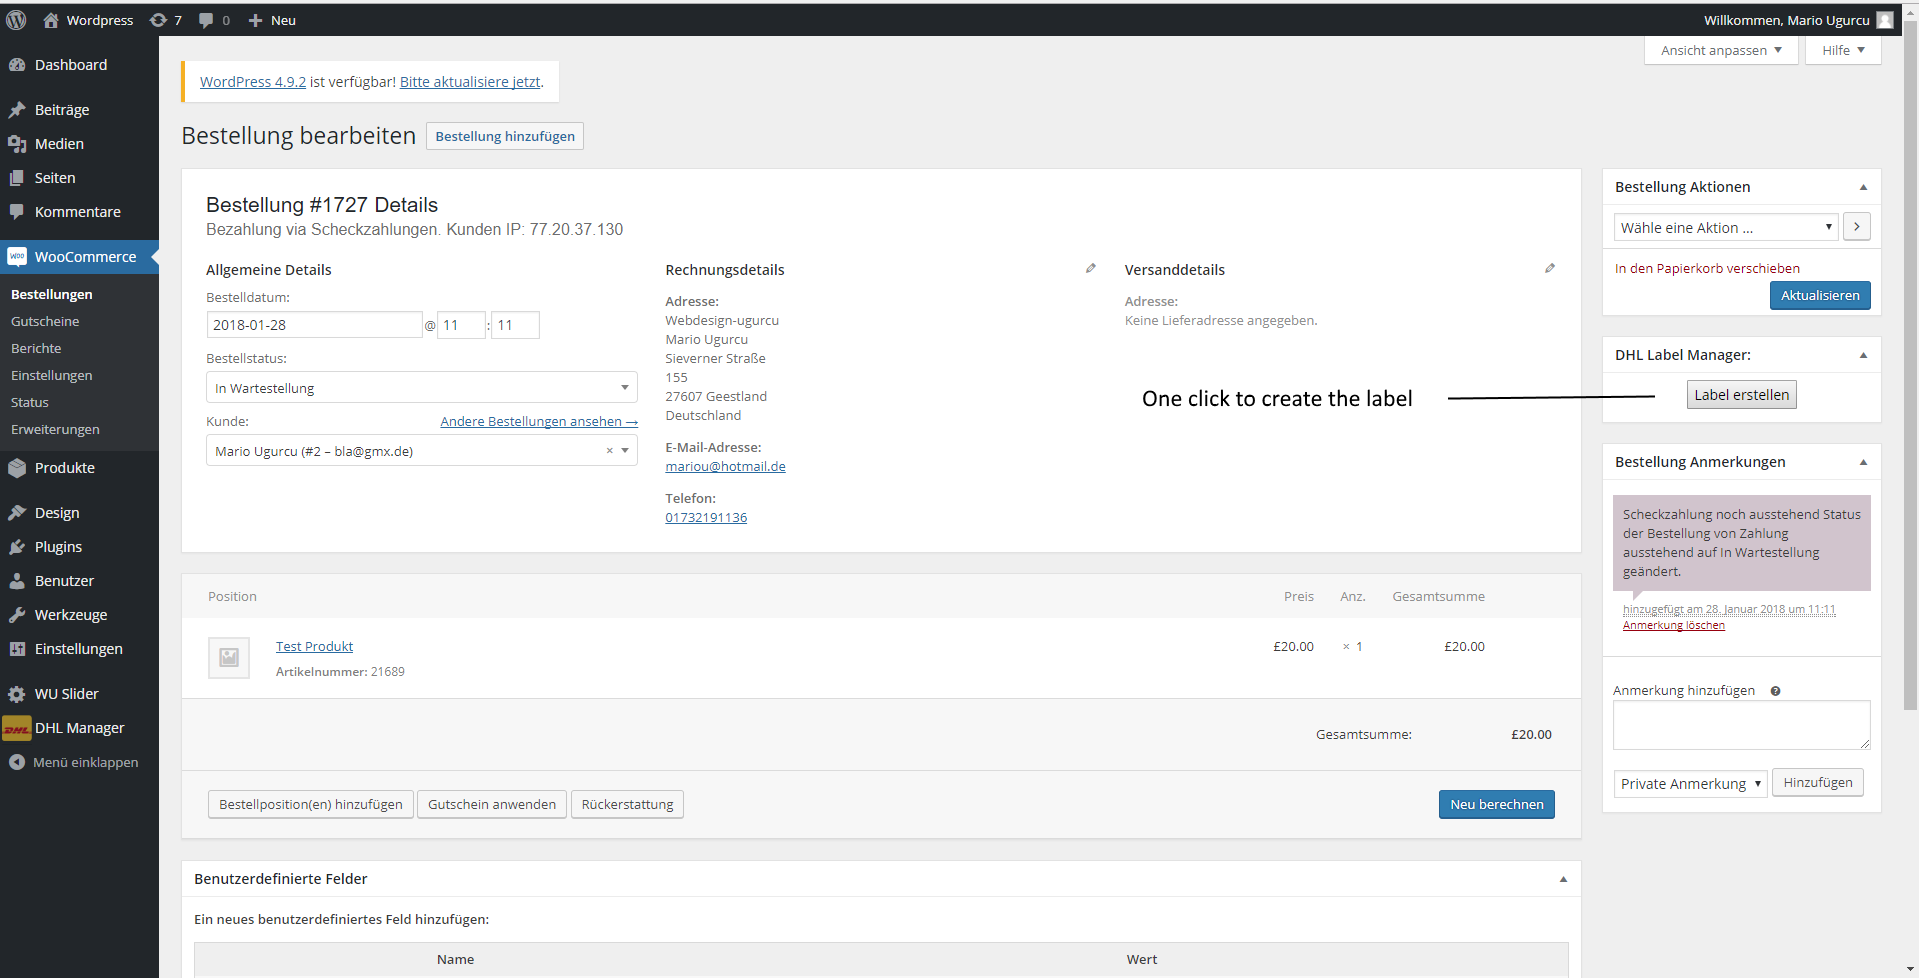 Wordpress 7 0 Neu
Willkommen, Mario Ugurcu
Ansicht anpassen
Hilfe
Dashboard
Beiträge
Medien
Seiten
Kommentare
WooCommerce
Bestellungen
Gutscheine
Berichte
Einstellungen
Status
Erweiterungen
Produkte
Design
Plugins
Benutzer
Werkzeuge
Einstellungen
WU Slider
DHL Manager
Menü einklappen
WordPress 4.9.2 ist verfügbar! Bitte aktualisiere jetzt.
Bestellung bearbeiten
Bestellung hinzufügen
Bestellung #1727 Details
Bezahlung via Scheckzahlungen. Kunden IP: 77.20.37.130
Allgemeine Details
Bestelldatum:
2018-01-28 @ 11 : 11
Bestellstatus:
In Wartestellung
Kunde: Andere Bestellungen ansehen →
Mario Ugurcu (#2 – bla@gmx.de) ×
Rechnungsdetails
Adresse:
Webdesign-ugurcu
Mario Ugurcu
Sieverner Straße
155
27607 Geestland
Deutschland
E-Mail-Adresse:
mariou@hotmail.de
Telefon:
01732191136
Versanddetails
Adresse:
Keine Lieferadresse angegeben.
One click to create the label
Position Preis Anz. Gesamtsumme
Test Produkt £20.00 × 1 £20.00
Artikelnummer: 21689
Gesamtsumme: £20.00
Bestellposition(en) hinzufügen Gutschein anwenden Rückerstattung Neu berechnen
Benutzerdefinierte Felder
Ein neues benutzerdefiniertes Feld hinzufügen:
Name Wert
Bestellung Aktionen
Wähle eine Aktion ...
In den Papierkorb verschieben
Aktualisieren
DHL Label Manager:
Label erstellen
Bestellung Anmerkungen
Scheckzahlung noch ausstehend Status
der Bestellung von Zahlung
ausstehend auf In Wartestellung
geändert.
hinzugefügt am 28. Januar 2018 um 11:11
Anmerkung löschen
Anmerkung hinzufügen ?
Private Anmerkung Hinzufügen